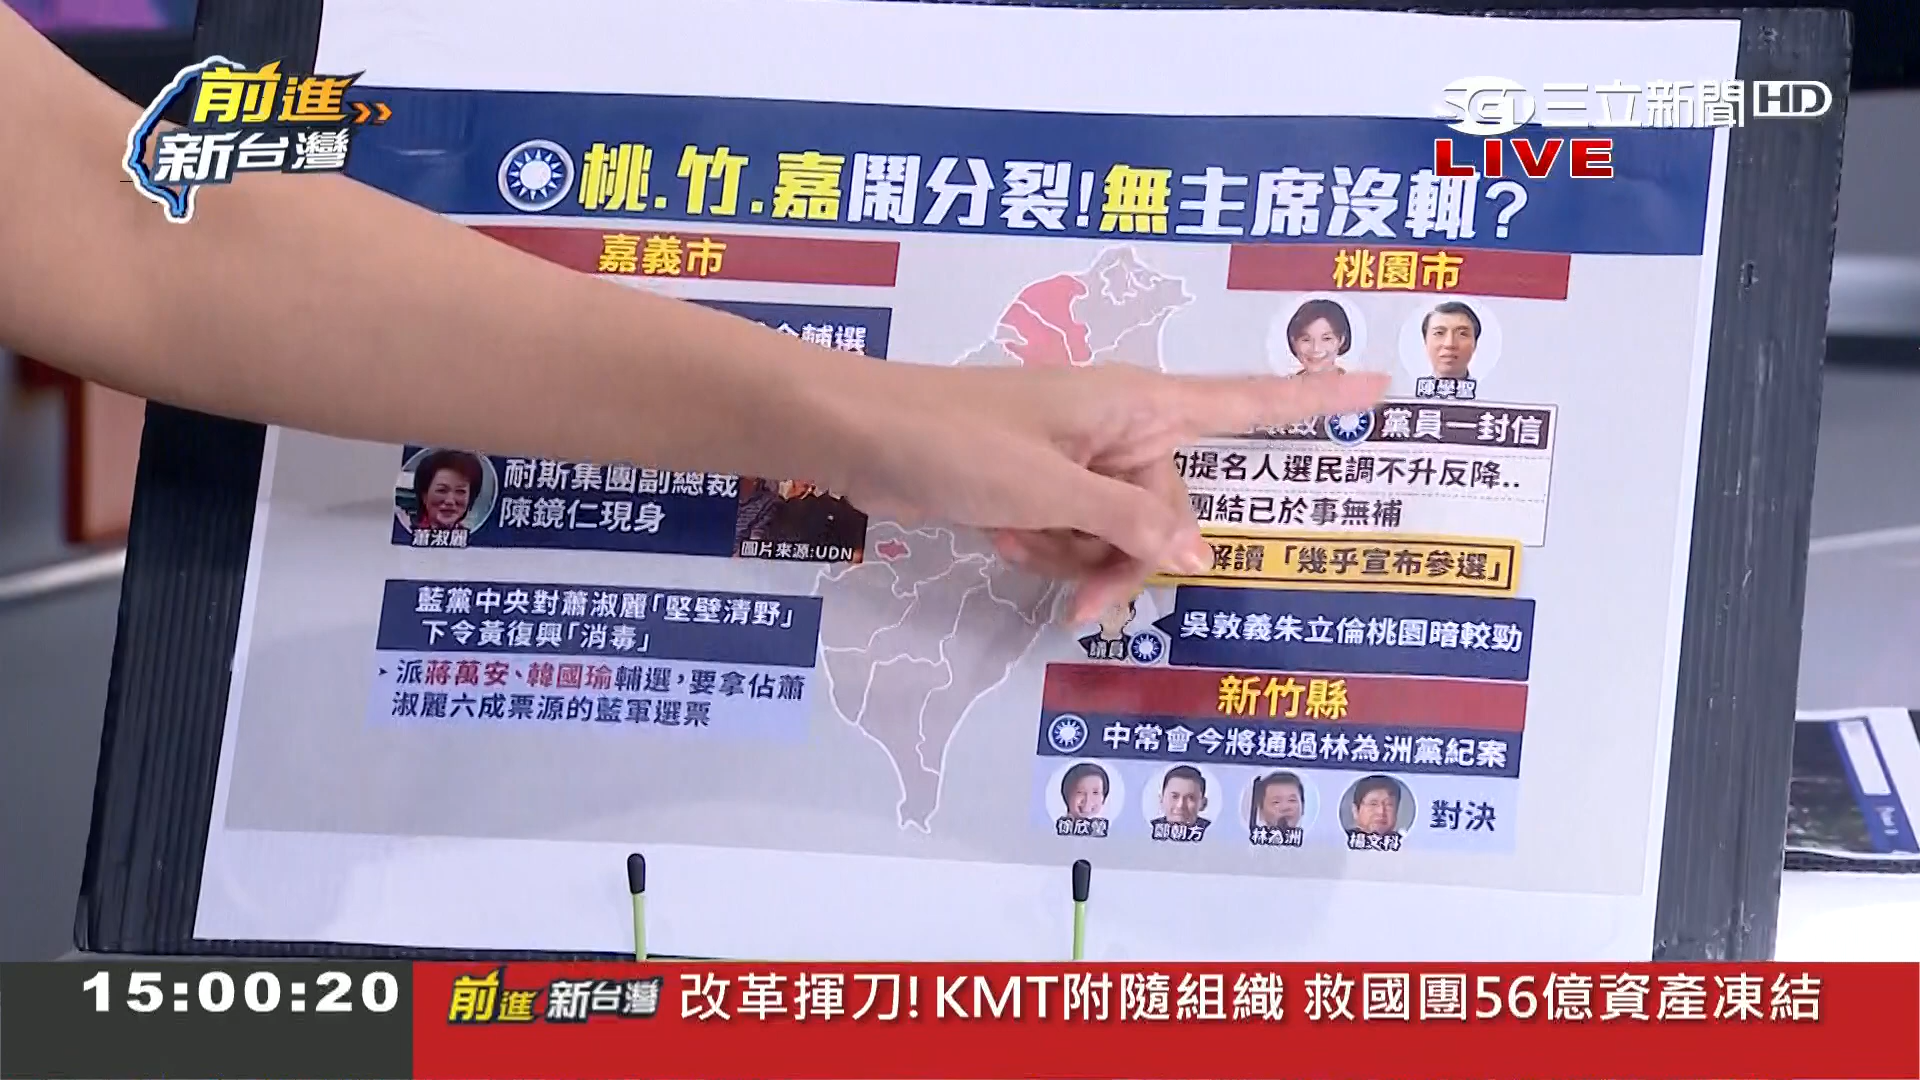 前進
新台灣
SET三立新聞HD
LIVE
桃.竹.嘉鬧分裂!無主席沒輒?
嘉義市
輔選
耐斯集團副總裁
陳鏡仁現身
蕭淑麗
圖片來源:UDN
藍黨中央對蕭淑麗「堅壁清野」
下令黃復興「消毒」
派蔣萬安、韓國瑜輔選,要拿佔蕭
淑麗六成票源的藍軍選票
桃園市
陳學聖
黨員一封信
的提名人選民調不升反降..
團結已於事無補
解讀「幾乎宣布參選」
議員
吳敦義朱立倫桃園暗較勁
新竹縣
中常會今將通過林為洲黨紀案
徐欣瑩
鄭朝方
林為洲
楊文科
對決
15:00:20
前進新台灣
改革揮刀!KMT附隨組織 救國團56億資產凍結